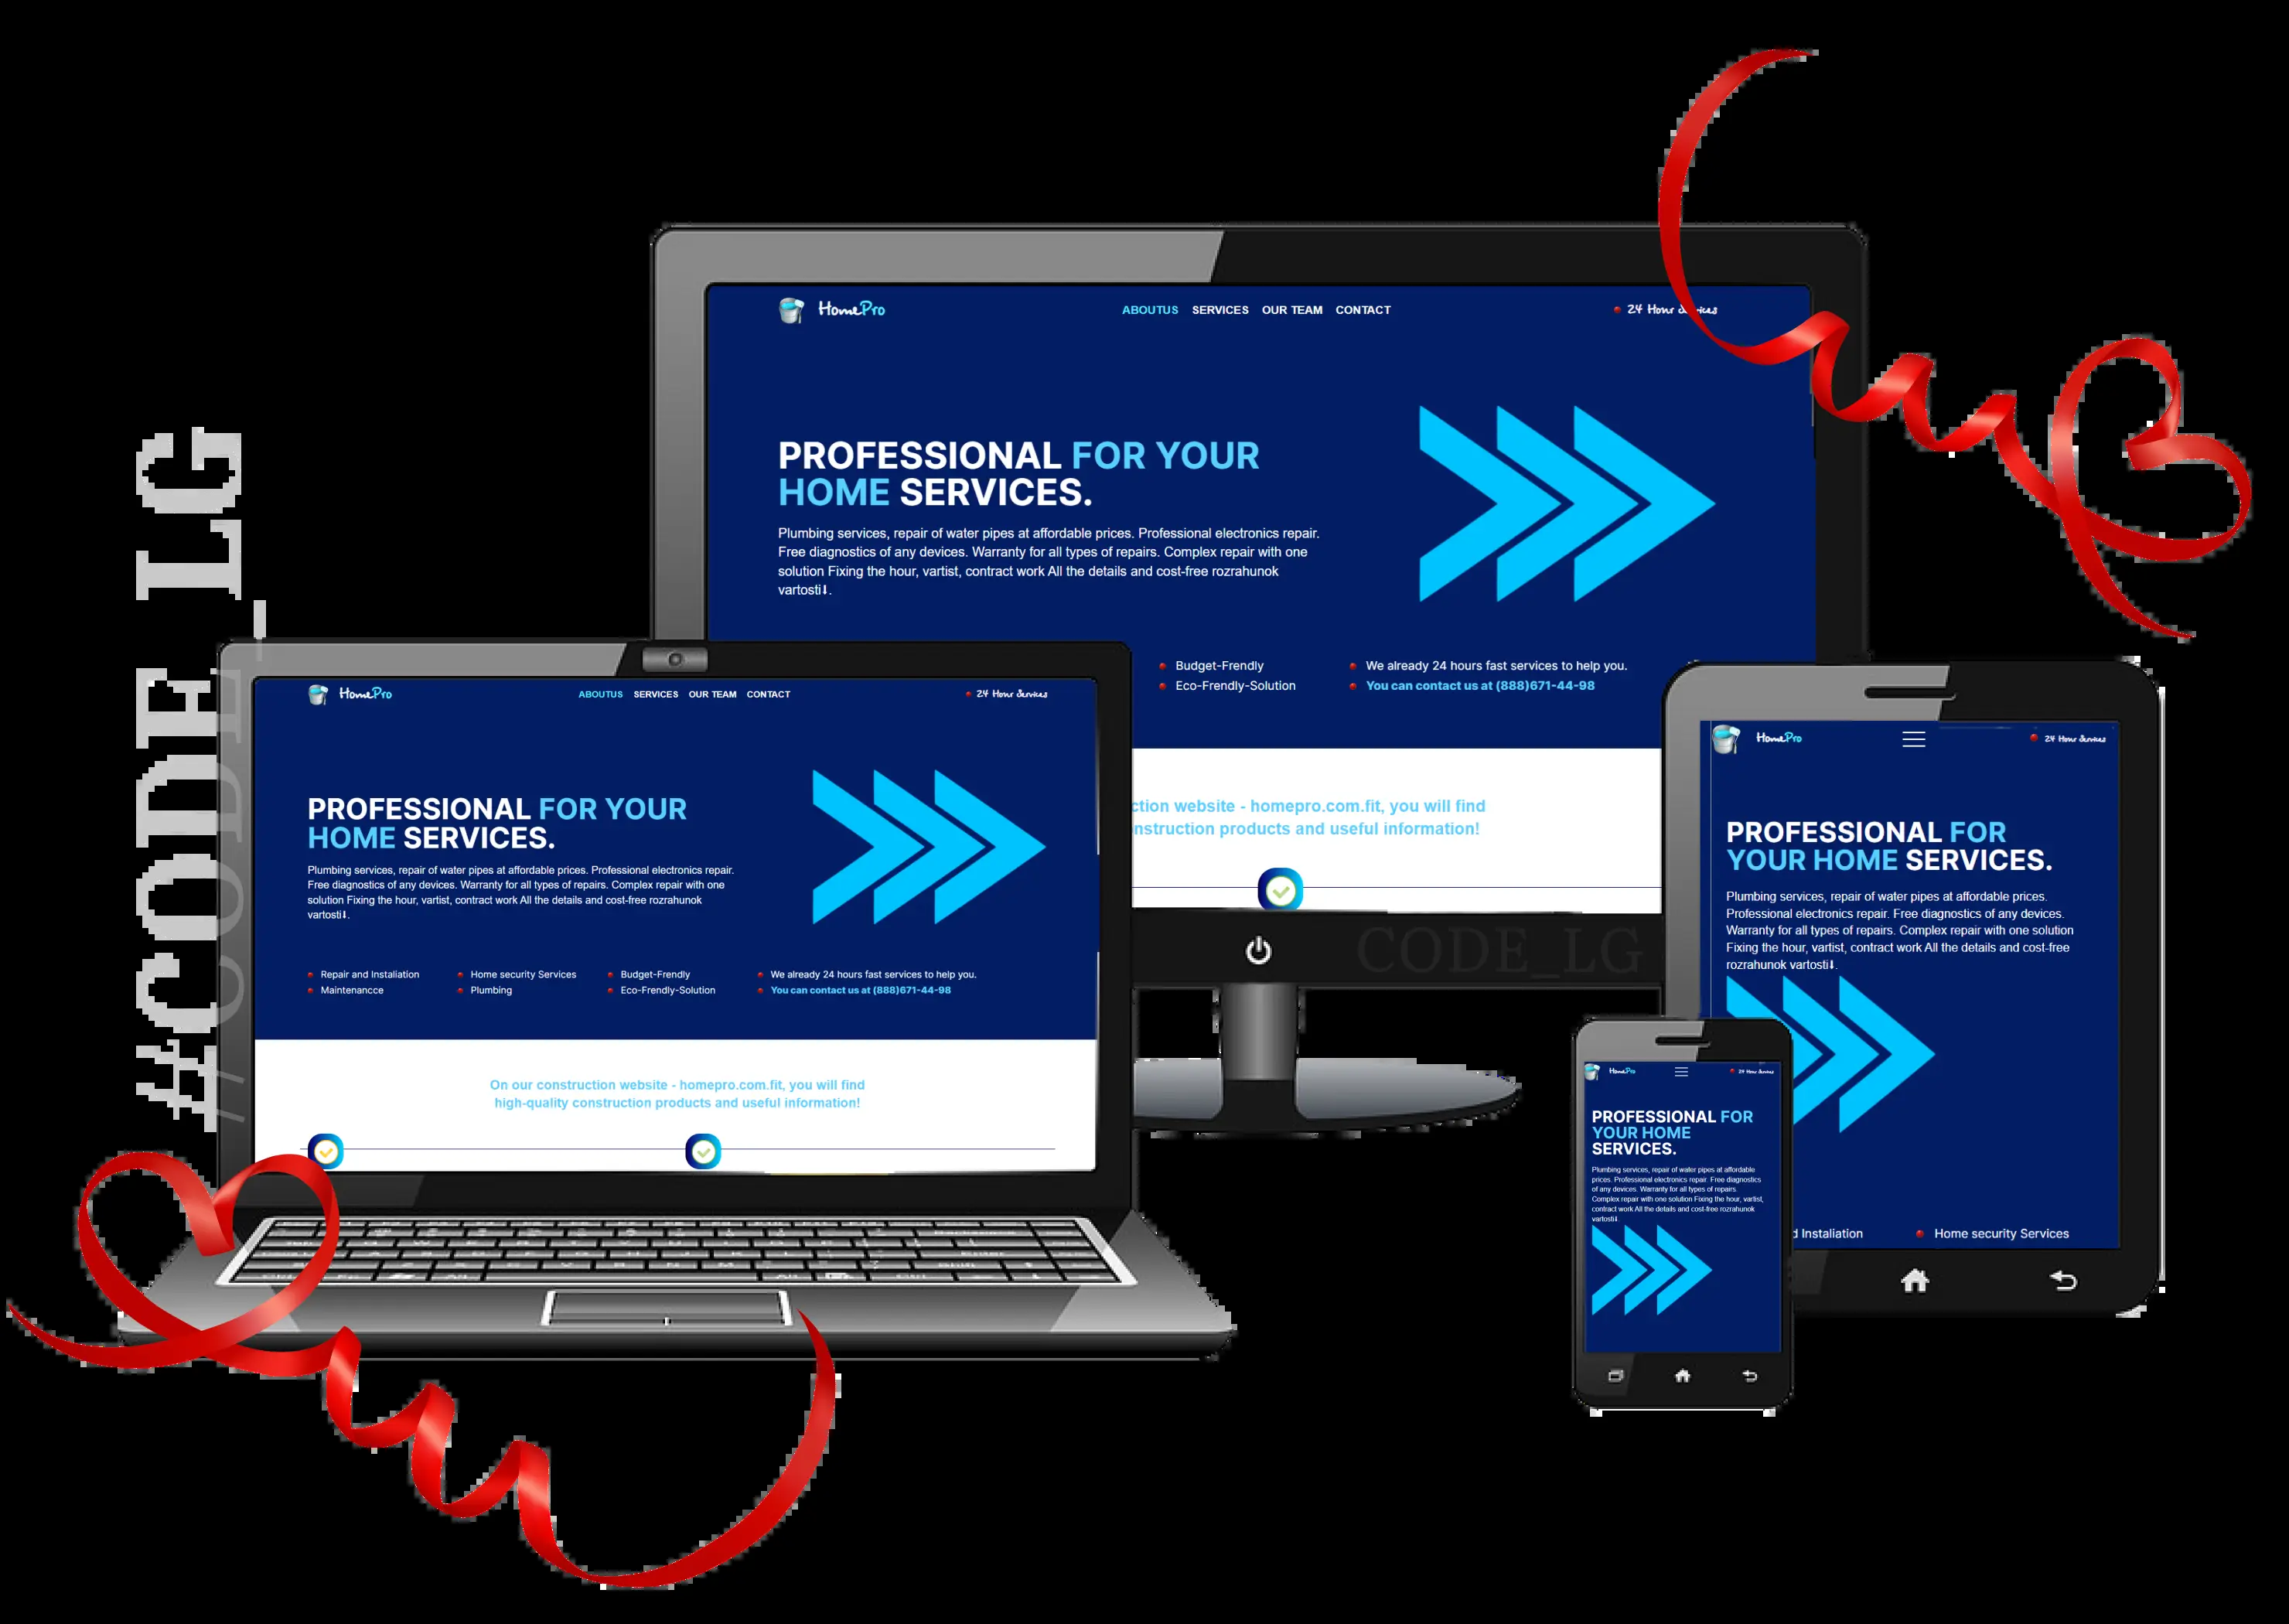 #CODE_LG
HomePro
ABOUTUS SERVICES OUR TEAM CONTACT
24 Hour Services
PROFESSIONAL FOR YOUR
HOME SERVICES.
Plumbing services, repair of water pipes at affordable prices. Professional electronics repair.
Free diagnostics of any devices. Warranty for all types of repairs. Complex repair with one
solution Fixing the hour, vartist, contract work All the details and cost-free rozrahunok
vartosti⬇.
Budget-Frendly
Eco-Frendly-Solution
We already 24 hours fast services to help you.
You can contact us at (888)671-44-98
ction website - homepro.com.fit, you will find
nstruction products and useful information!
CODE_LG
HomePro
ABOUTUS SERVICES OUR TEAM CONTACT
24 Hour Services
PROFESSIONAL FOR YOUR
HOME SERVICES.
Plumbing services, repair of water pipes at affordable prices. Professional electronics repair.
Free diagnostics of any devices. Warranty for all types of repairs. Complex repair with one
solution Fixing the hour, vartist, contract work All the details and cost-free rozrahunok
vartosti⬇.
Repair and Instaliation
Maintenancce
Home security Services
Plumbing
Budget-Frendly
Eco-Frendly-Solution
We already 24 hours fast services to help you.
You can contact us at (888)671-44-98
On our construction website - homepro.com.fit, you will find
high-quality construction products and useful information!
HomePro
24 Hour Services
PROFESSIONAL FOR
YOUR HOME SERVICES.
Plumbing services, repair of water pipes at affordable prices.
Professional electronics repair. Free diagnostics of any devices.
Warranty for all types of repairs. Complex repair with one solution
Fixing the hour, vartist, contract work All the details and cost-free
rozrahunok vartosti⬇.
d Instaliation
Home security Services
HomePro
24 Hour Services
PROFESSIONAL FOR
YOUR HOME
SERVICES.
Plumbing services, repair of water pipes at affordable
prices. Professional electronics repair. Free diagnostics
of any devices. Warranty for all types of repairs.
Complex repair with one solution Fixing the hour, vartist,
contract work All the details and cost-free rozrahunok
vartosti⬇.